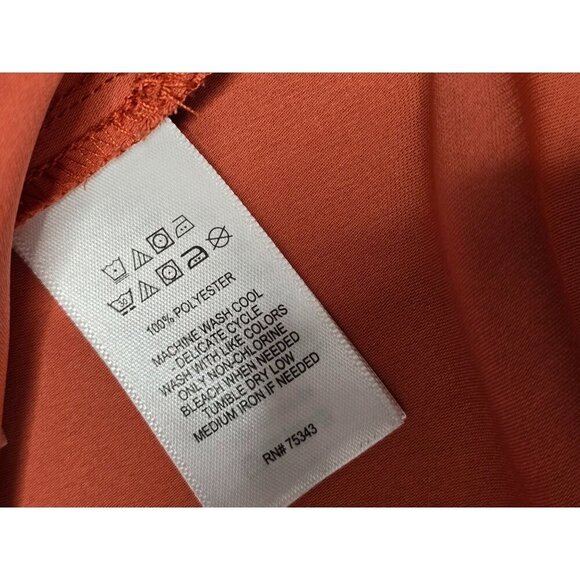 100% POLYESTER
MACHINE WASH COOL
- DELICATE CYCLE
WASH WITH LIKE COLORS
ONLY NON-CHLORINE
BLEACH WHEN NEEDED
TUMBLE DRY LOW
MEDIUM IRON IF NEEDED
RN# 75343